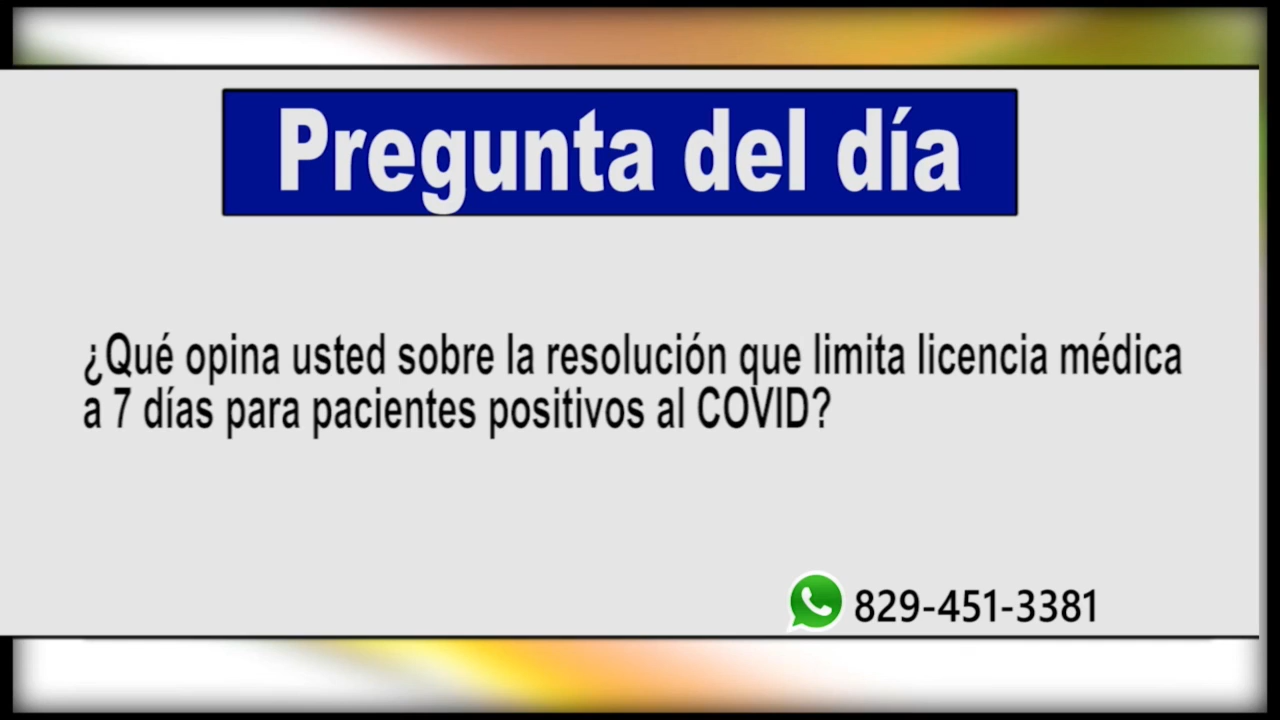 Pregunta del día
¿Qué opina usted sobre la resolución que limita licencia médica
a 7 días para pacientes positivos al COVID?
829-451-3381